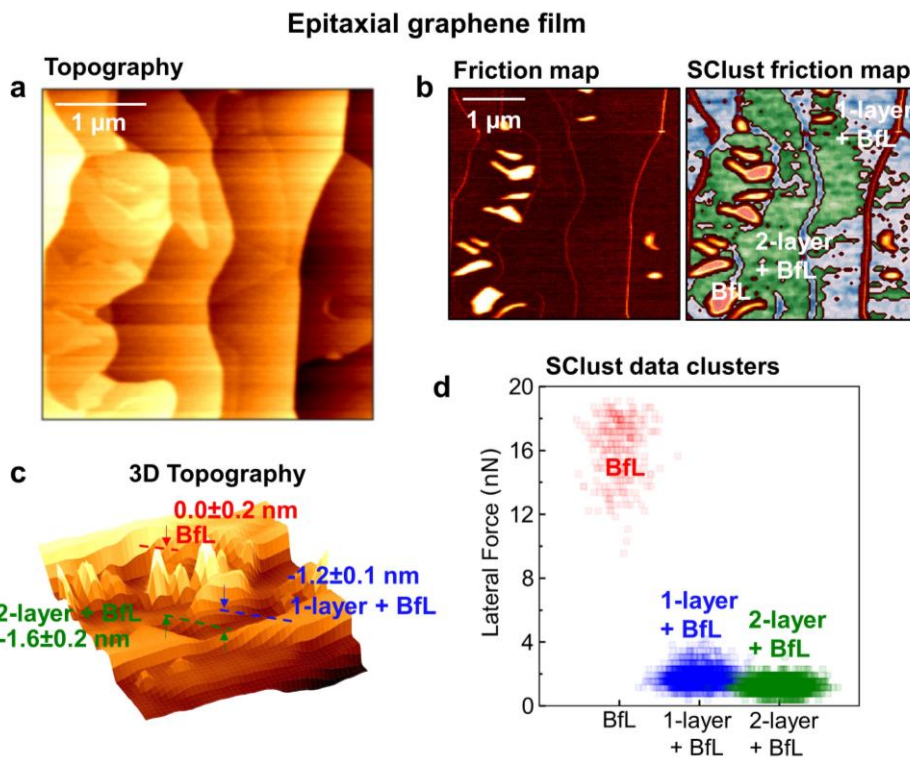 Epitaxial graphene film
a
Topography
1 μm
b
Friction map
SClust friction map
1 μm
1-layer
+ BfL
2-layer
+ BfL
BfL
c
3D Topography
0.0±0.2 nm
BfL
-1.2±0.1 nm
1-layer + BfL
2-layer + BfL
-1.6±0.2 nm
d
SClust data clusters
Lateral Force (nN)
20
16
12
8
4
0
BfL
1-layer
+ BfL
2-layer
+ BfL
BfL
1-layer
+ BfL
2-layer
+ BfL